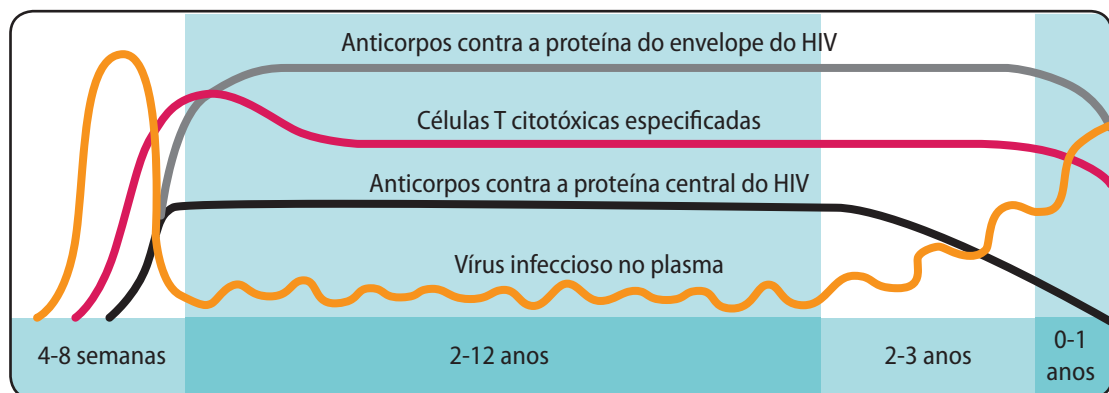 Anticorpos contra a proteína do envelope do HIV
Células T citotóxicas especificadas
Anticorpos contra a proteína central do HIV
Vírus infeccioso no plasma
4-8 semanas
2-12 anos
2-3 anos
0-1
anos